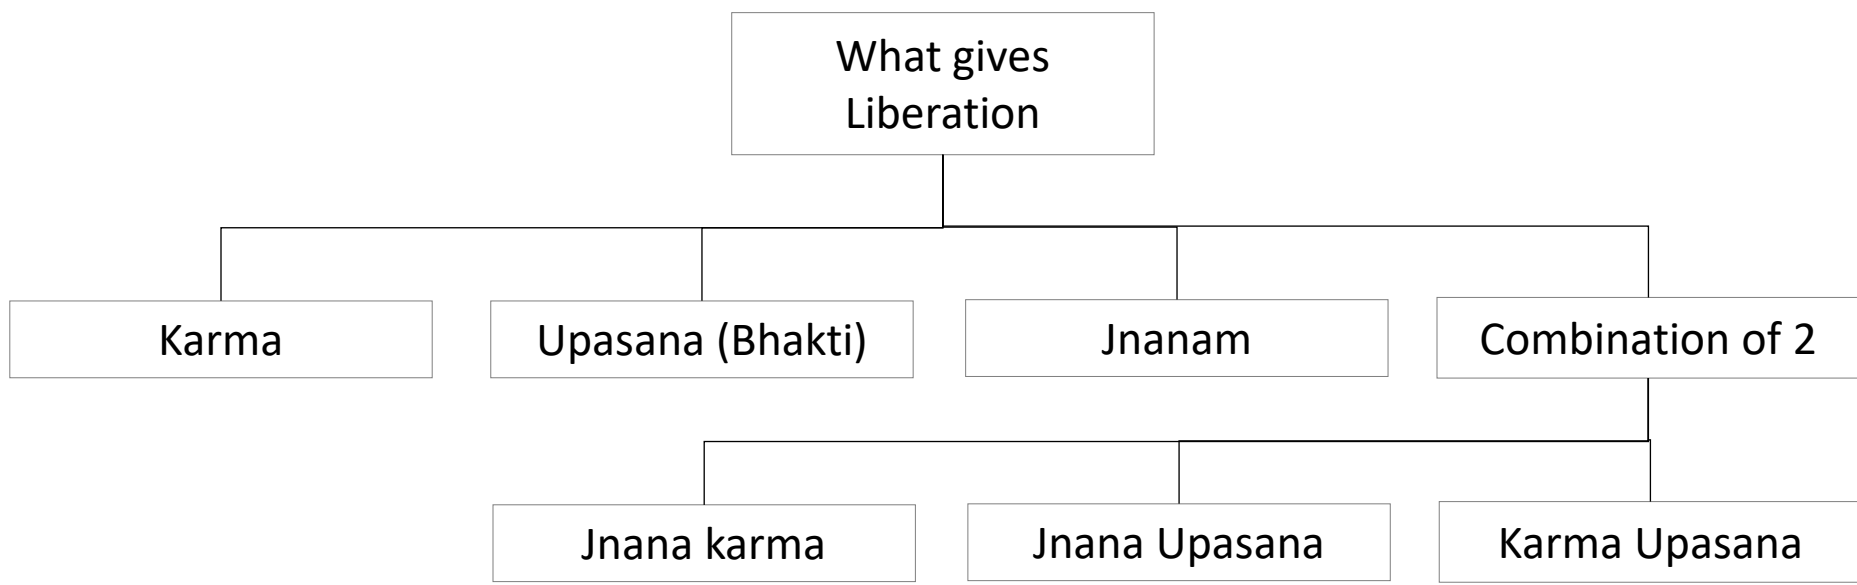 What gives
Liberation
Karma
Upasana (Bhakti)
Jnanam
Combination of 2
Jnana karma
Jnana Upasana
Karma Upasana